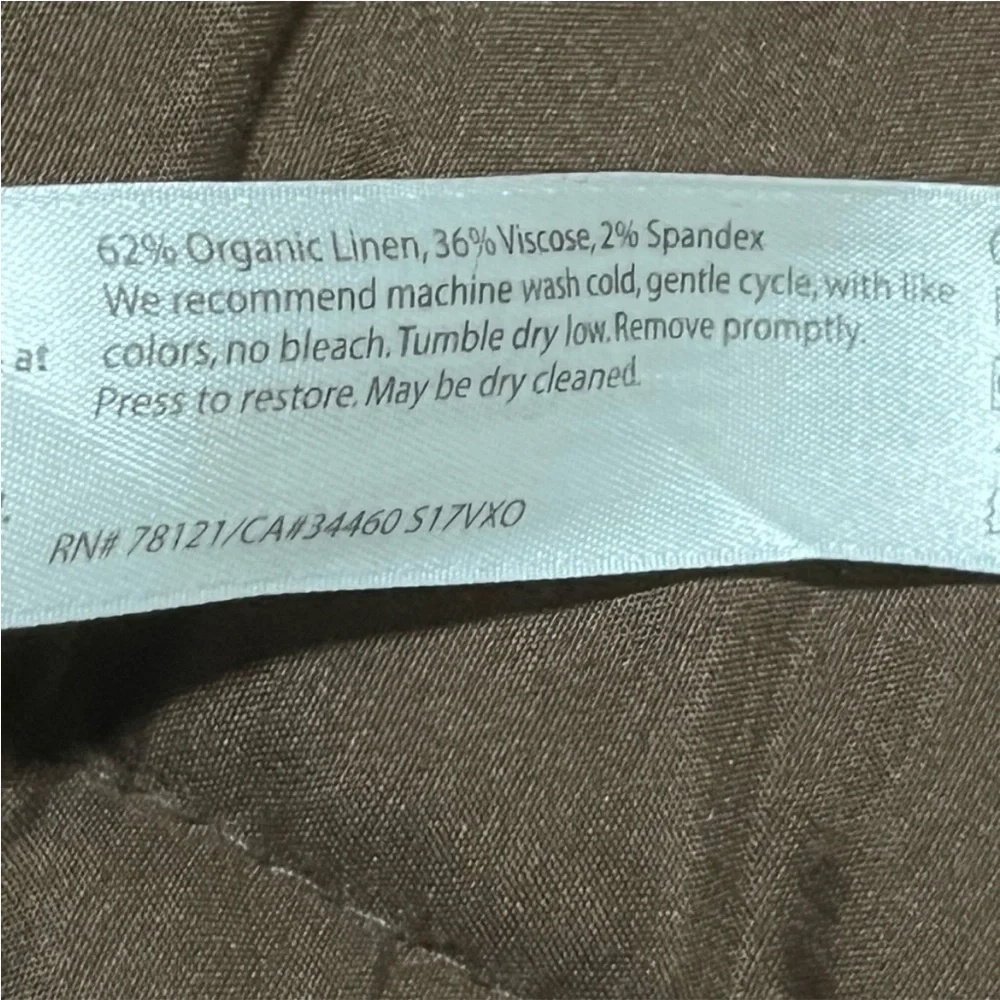 62% Organic Linen, 36% Viscose, 2% Spandex
We recommend machine wash cold, gentle cycle, with like
at colors, no bleach. Tumble dry low. Remove promptly.
Press to restore. May be dry cleaned.
RN# 78121/CA#34460 S17VXO